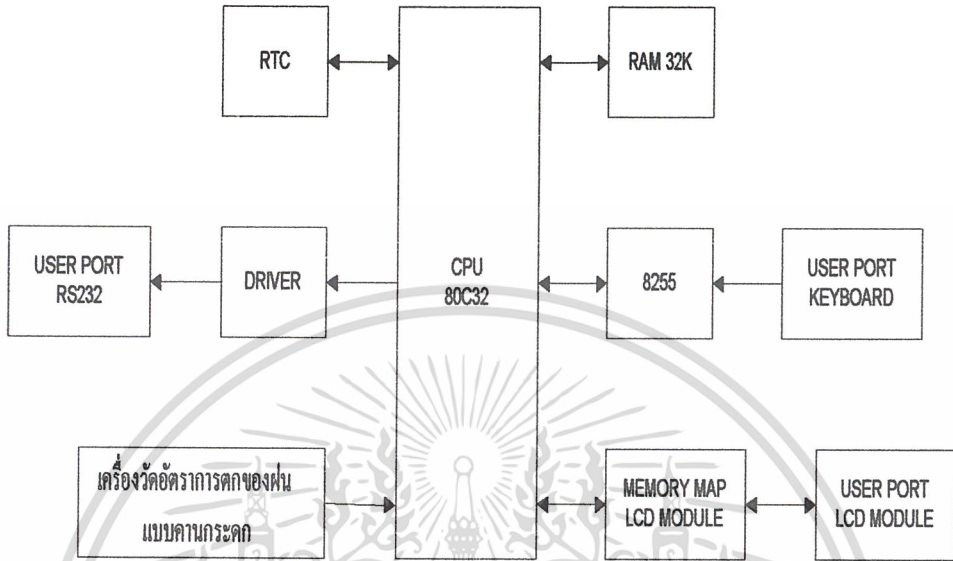 RTC
RAM 32K
USER PORT
RS232
DRIVER
CPU
80C32
8255
USER PORT
KEYBOARD
เครื่องวัดอัตราการตกของฝน
แบบคานกระดก
MEMORY MAP
LCD MODULE
USER PORT
LCD MODULE